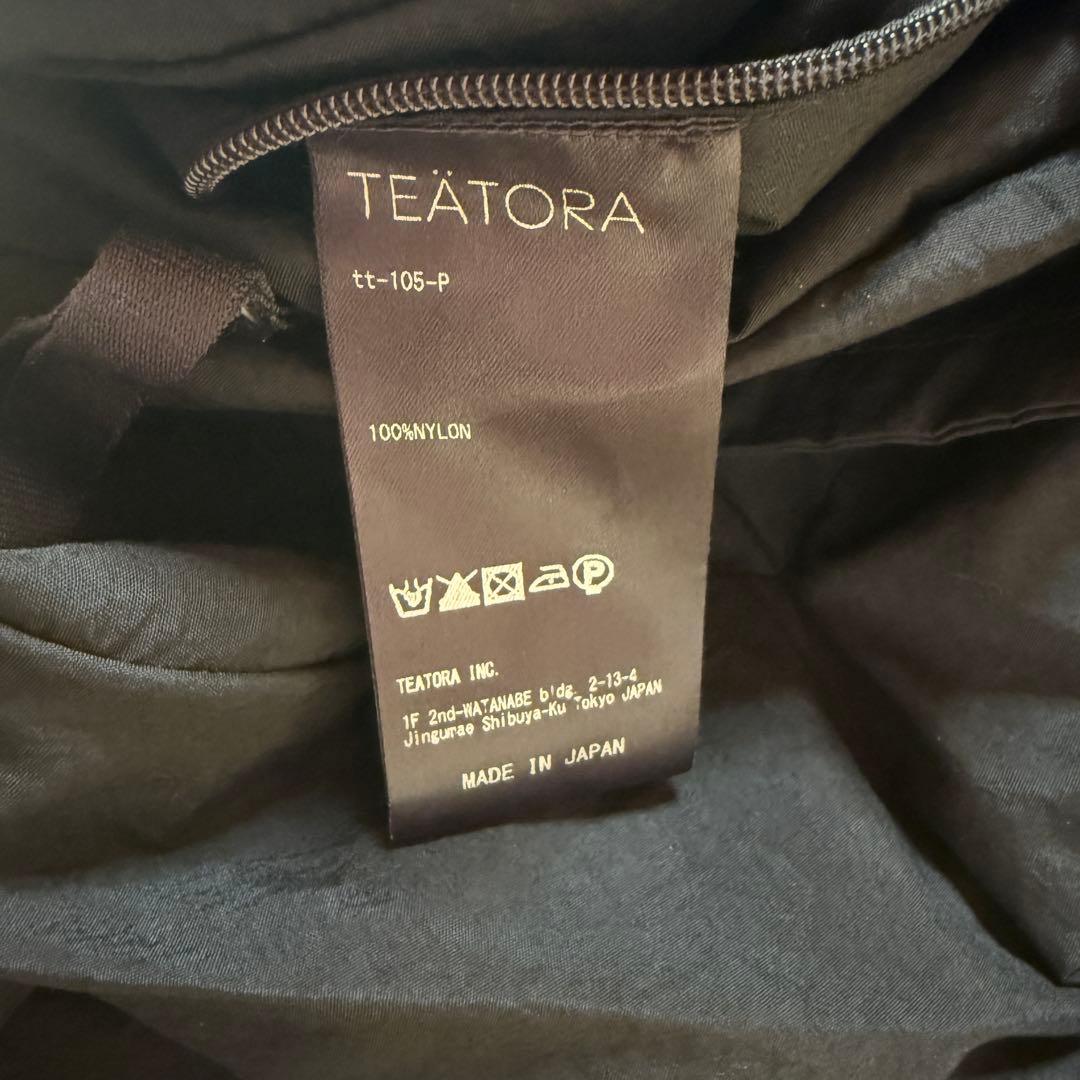 TEÄTORA
tt-105-P
100%NYLON
P
TEATORA INC.
1F 2nd-WATANABE bldg. 2-13-4
Jingumae Shibuya-Ku Tokyo JAPAN
MADE IN JAPAN